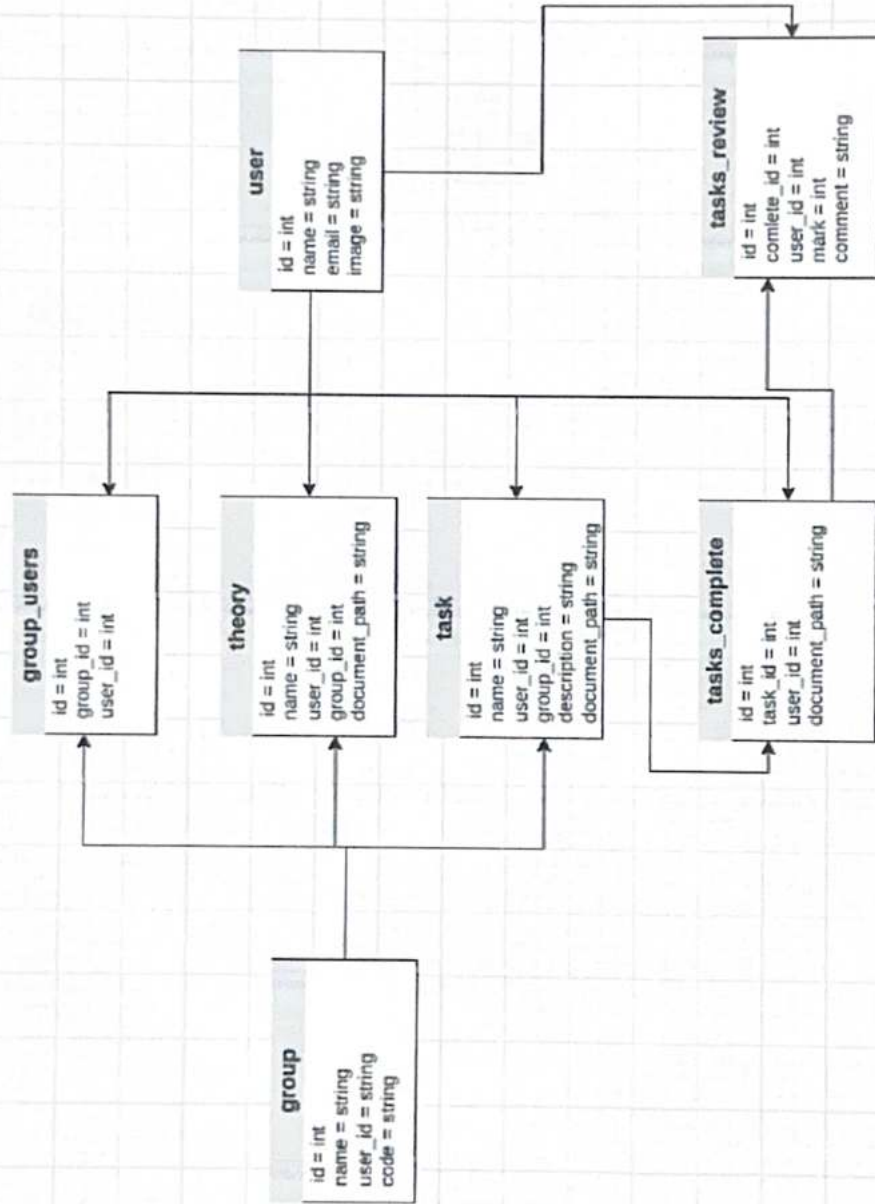 group
id = int
name = string
user_id = string
code = string
group_users
id = int
group_id = int
user_id = int
theory
id = int
name = string
user_id = int
group_id = int
document_path = string
task
id = int
name = string
user_id = int
group_id = int
description = string
document_path = string
tasks_complete
id = int
task_id = int
user_id = int
document_path = string
user
id = int
name = string
email = string
image = string
tasks_review
id = int
comlete_id = int
user_id = int
mark = int
comment = string